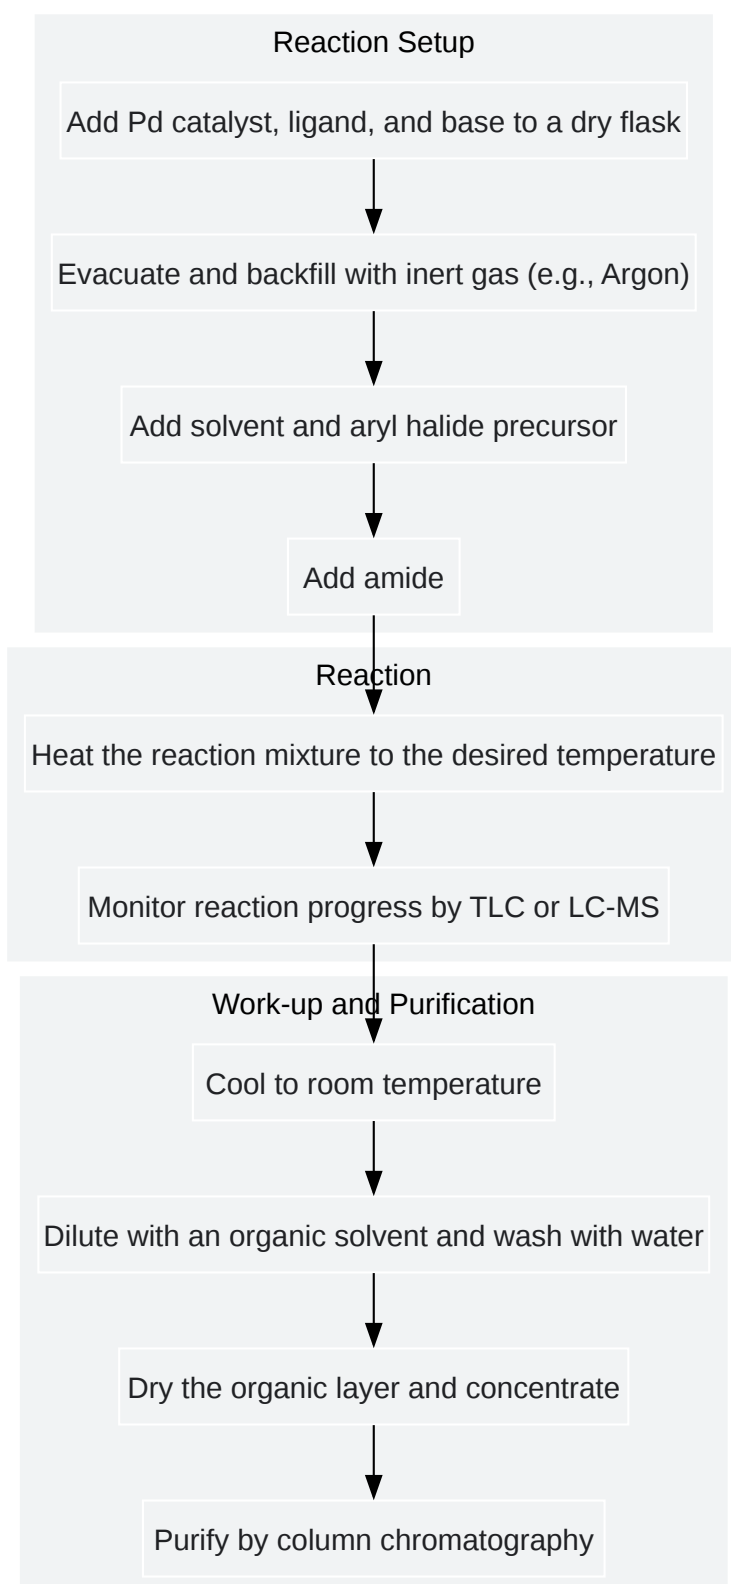 Reaction Setup
Add Pd catalyst, ligand, and base to a dry flask
Evacuate and backfill with inert gas (e.g., Argon)
Add solvent and aryl halide precursor
Add amide
Reaction
Heat the reaction mixture to the desired temperature
Monitor reaction progress by TLC or LC-MS
Work-up and Purification
Cool to room temperature
Dilute with an organic solvent and wash with water
Dry the organic layer and concentrate
Purify by column chromatography